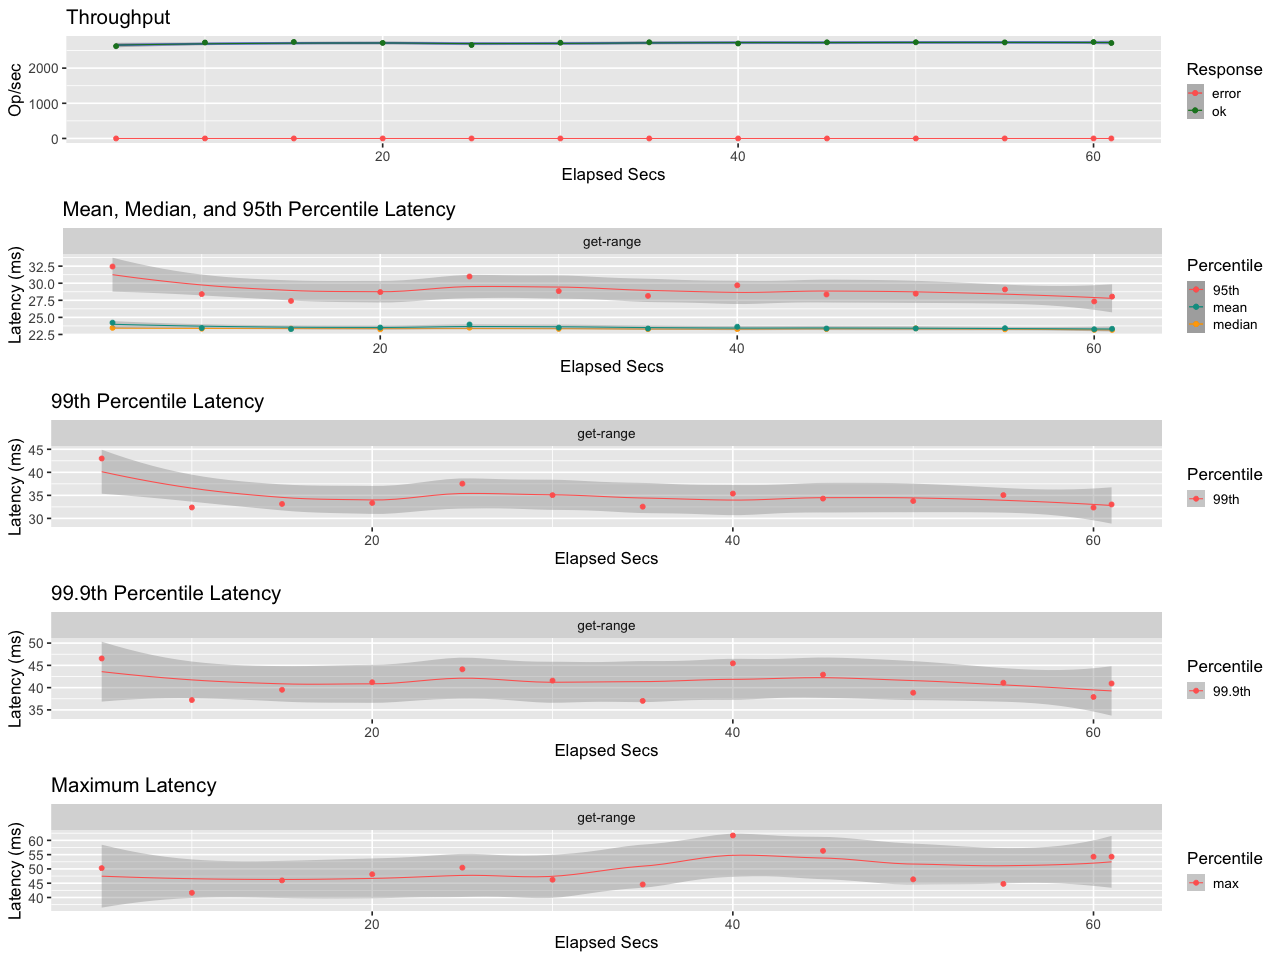 Throughput
Op/sec
2000
1000
0
20
40
60
Elapsed Secs
Response
error
ok
Mean, Median, and 95th Percentile Latency
get-range
Latency (ms)
32.5
30.0
27.5
25.0
22.5
20
40
60
Elapsed Secs
Percentile
95th
mean
median
99th Percentile Latency
get-range
Latency (ms)
45
40
35
30
20
40
60
Elapsed Secs
Percentile
99th
99.9th Percentile Latency
get-range
Latency (ms)
50
45
40
35
20
40
60
Elapsed Secs
Percentile
99.9th
Maximum Latency
get-range
Latency (ms)
60
55
50
45
40
20
40
60
Elapsed Secs
Percentile
max